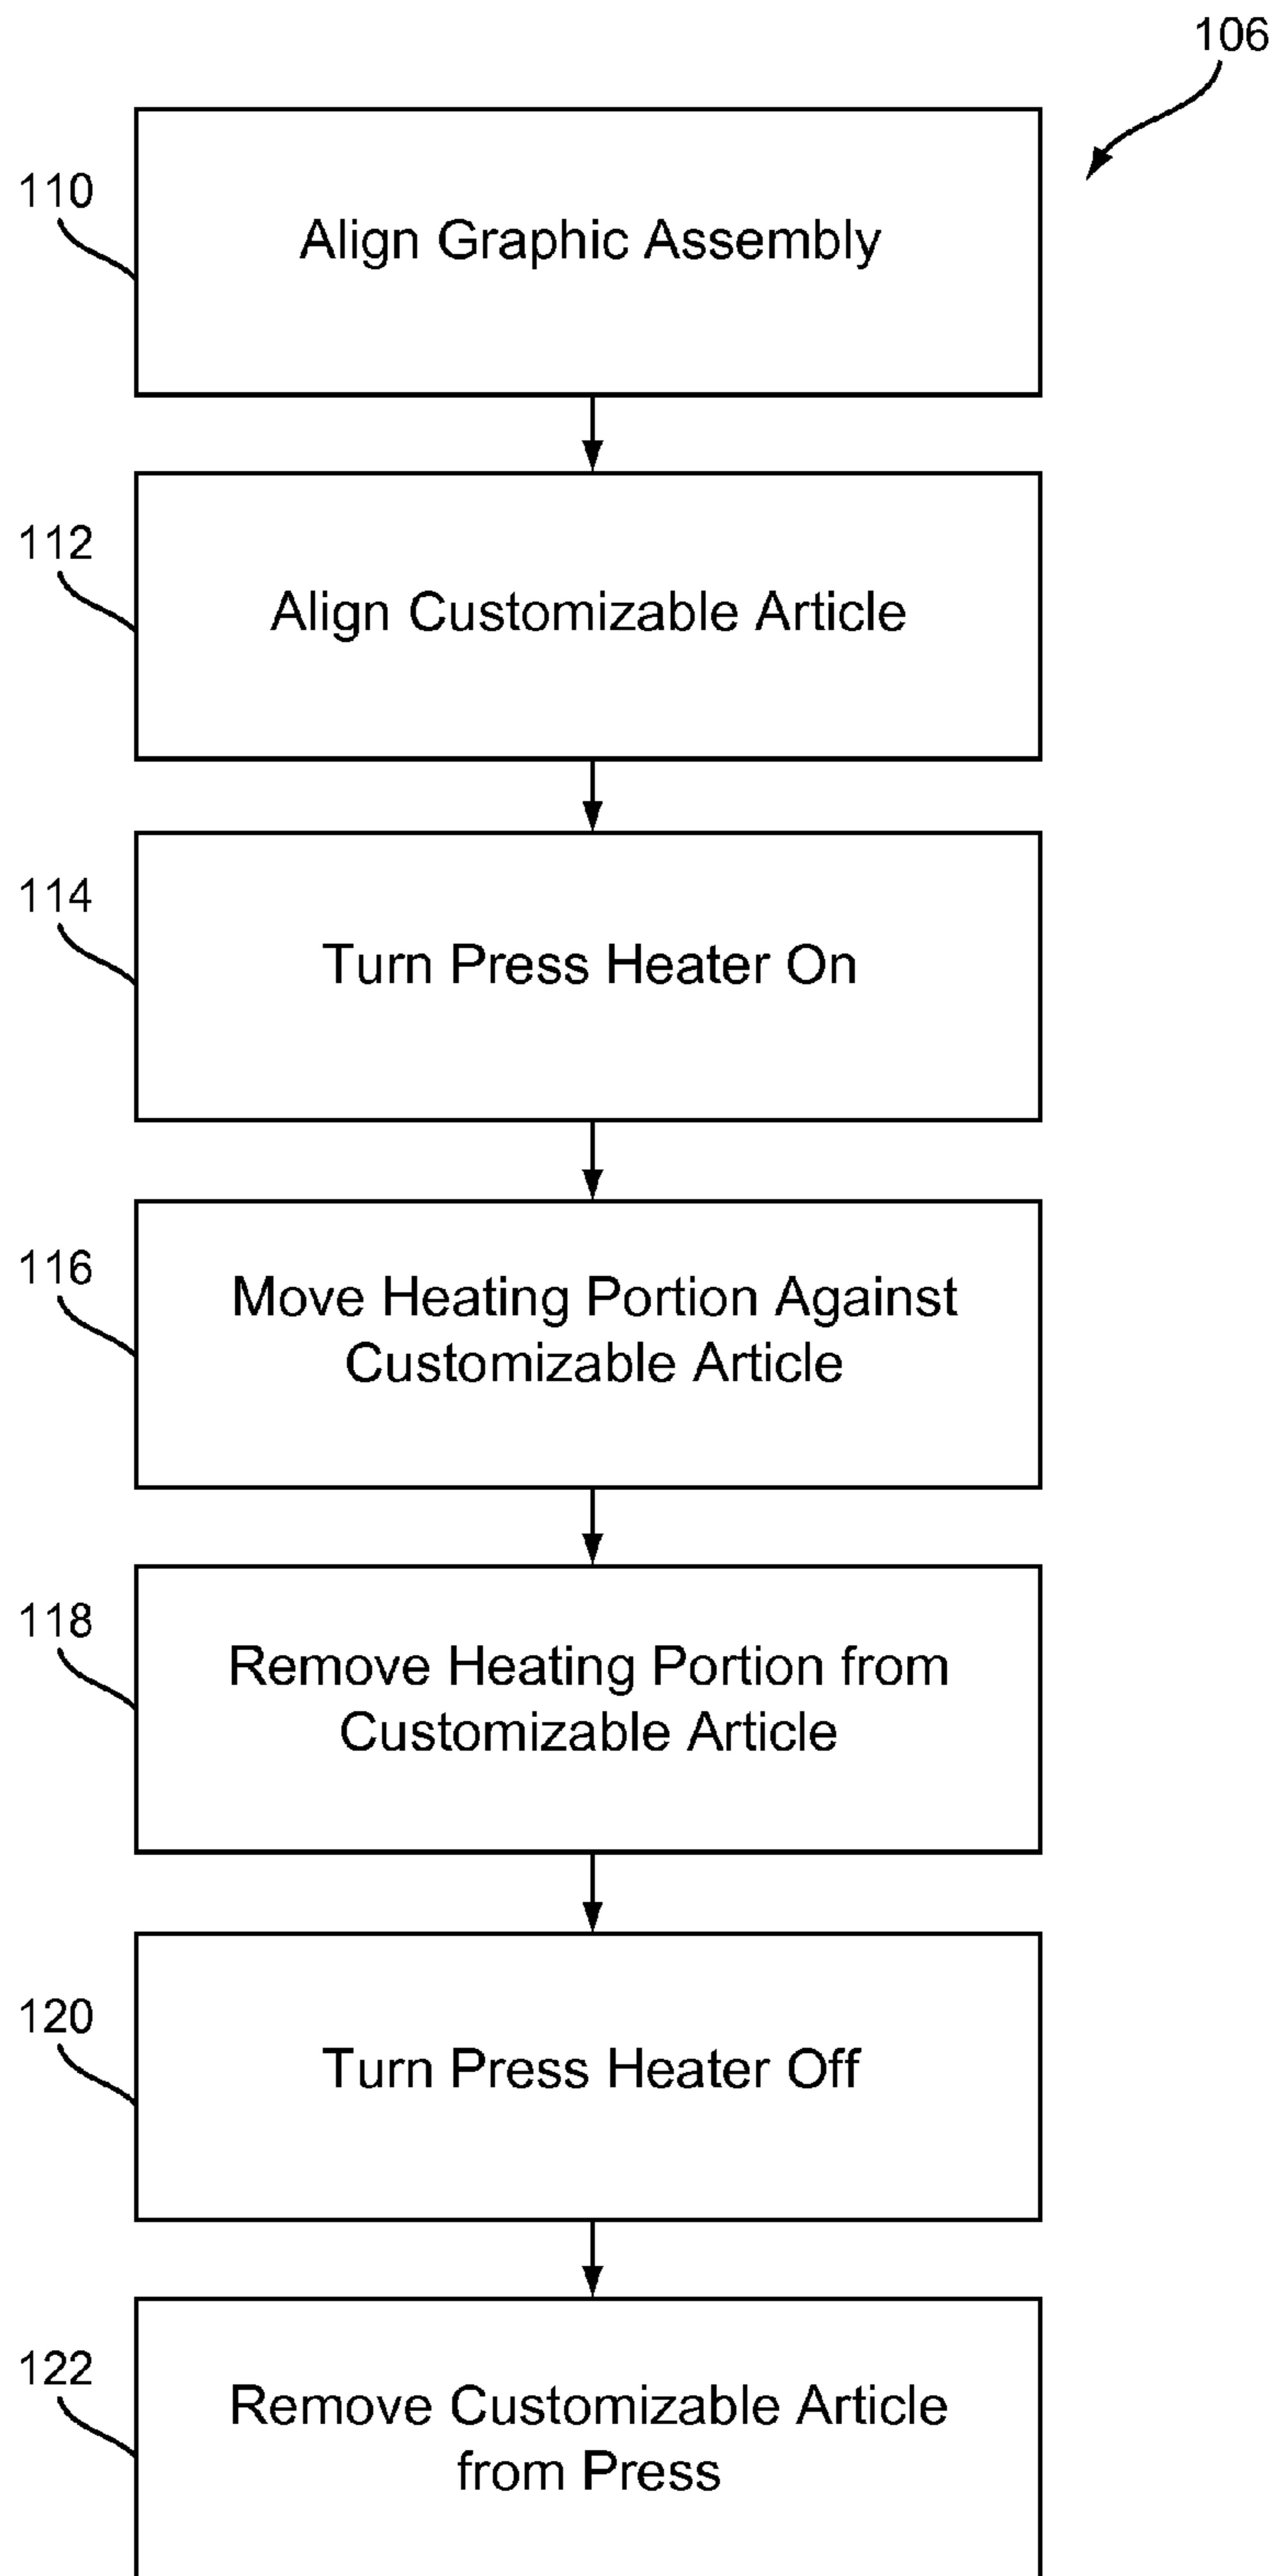 106
110
Align Graphic Assembly
112
Align Customizable Article
114
Turn Press Heater On
116
Move Heating Portion Against
Customizable Article
118
Remove Heating Portion from
Customizable Article
120
Turn Press Heater Off
122
Remove Customizable Article
from Press